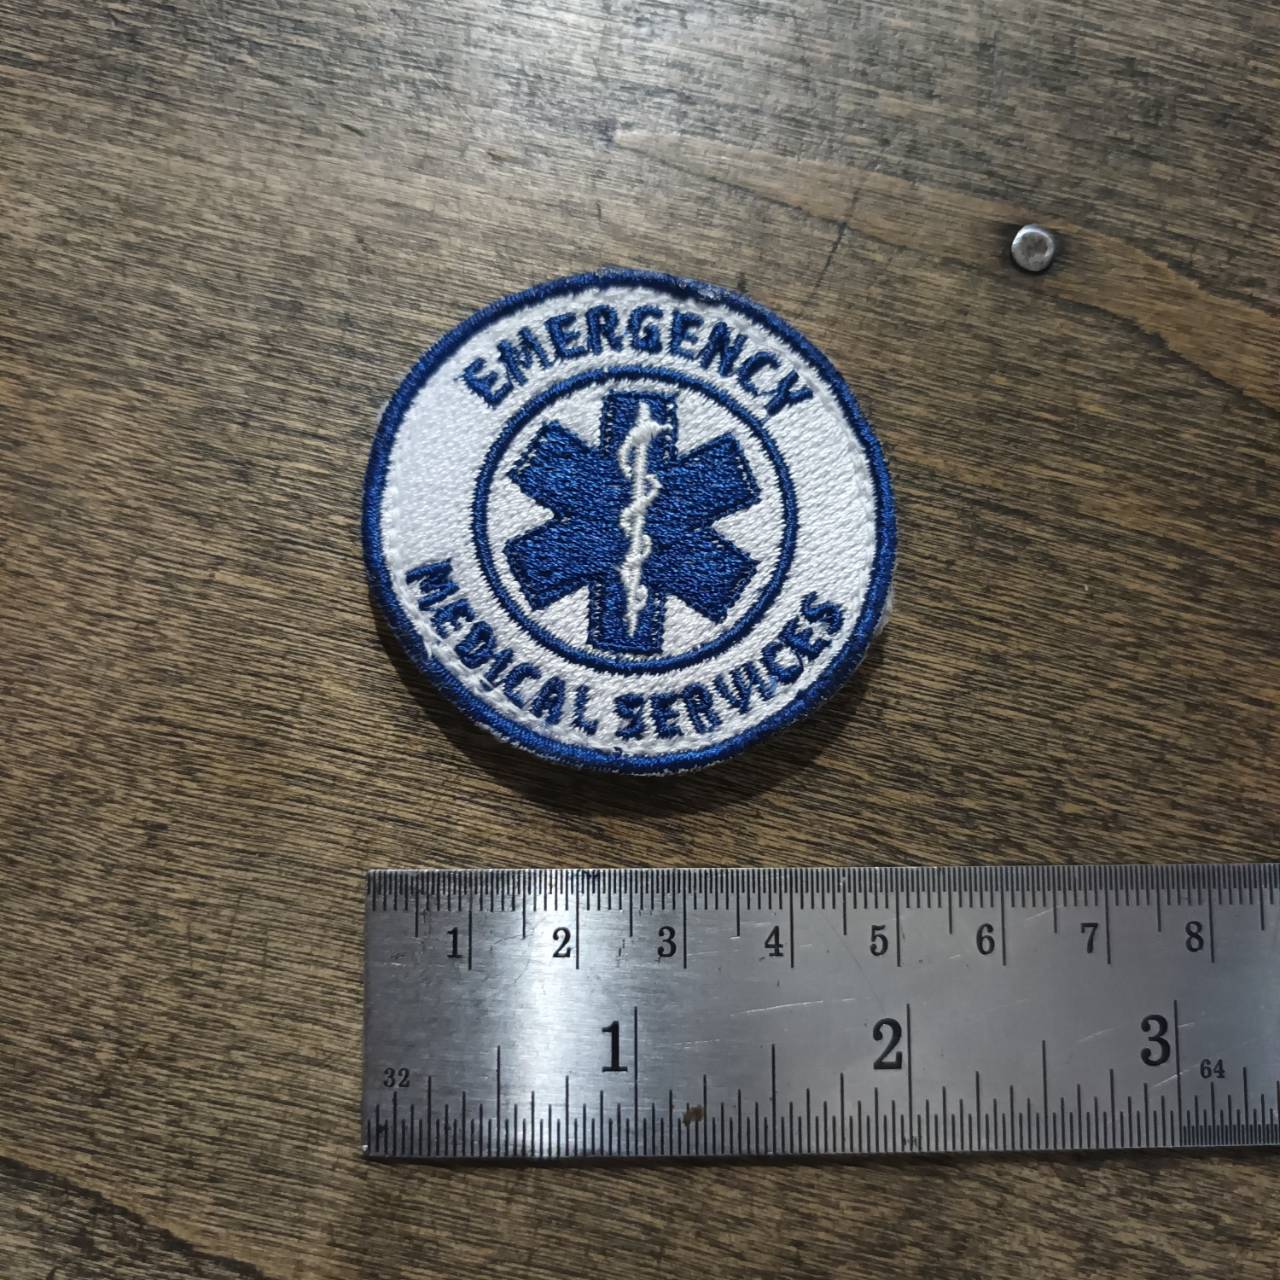 EMERGENCY
MEDICAL SERVICES
1 2 3 4 5 6 7 8
1 2 3
32 64